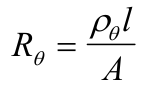 R_θ = ρ_θ l / A